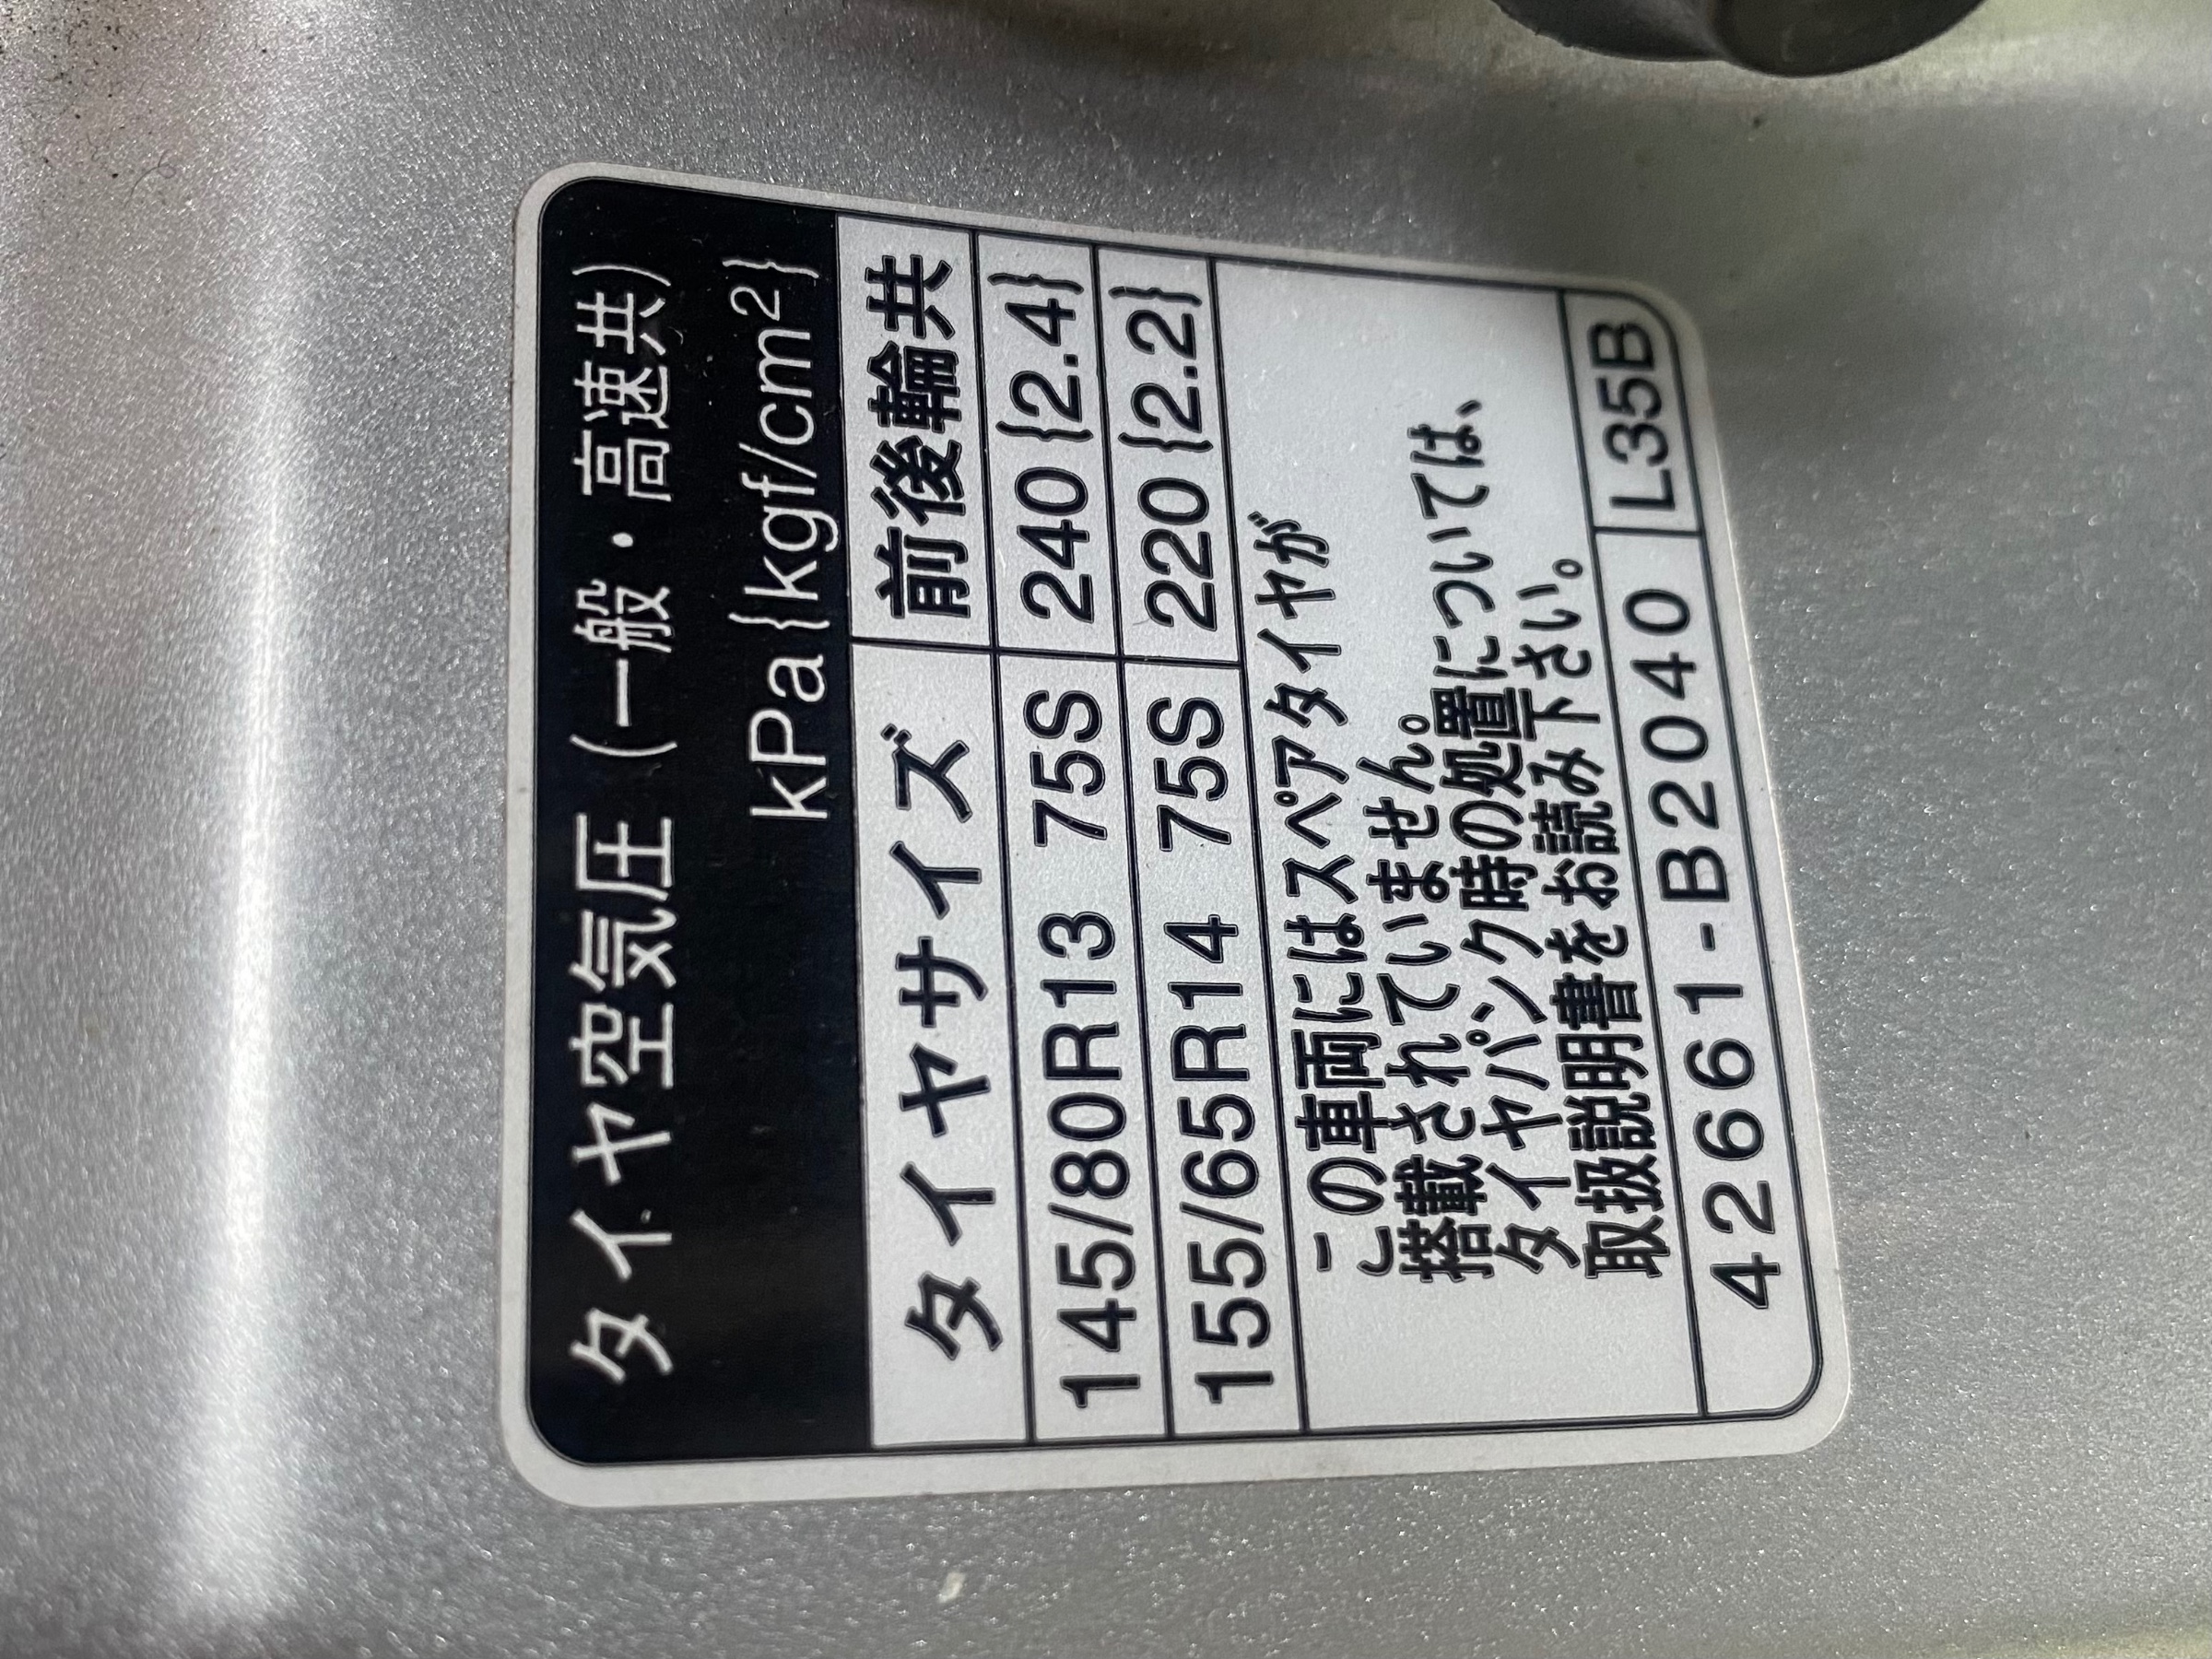 タイヤ空気圧(一般・高速共)
kPa{kgf/cm²}
タイヤサイズ 前後輪共
145/80R13 75S 240{2.4}
155/65R14 75S 220{2.2}
この車両にはスペアタイヤが
搭載されていません。
タイヤパンク時の処置については、
取扱説明書をお読み下さい。
42661-B2040 L35B